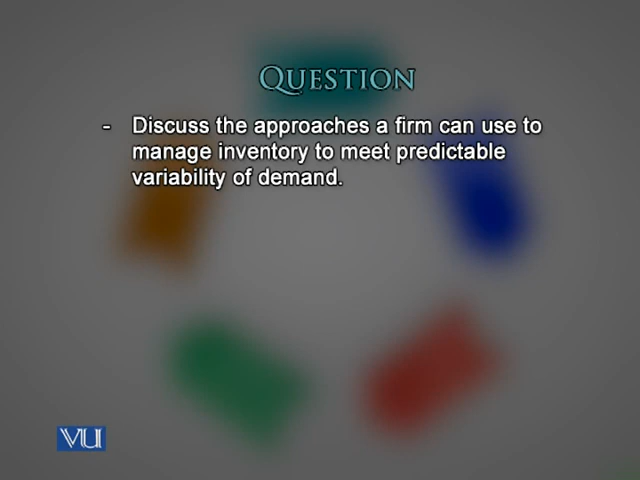 QUESTION
- Discuss the approaches a firm can use to
manage inventory to meet predictable
variability of demand.
VU